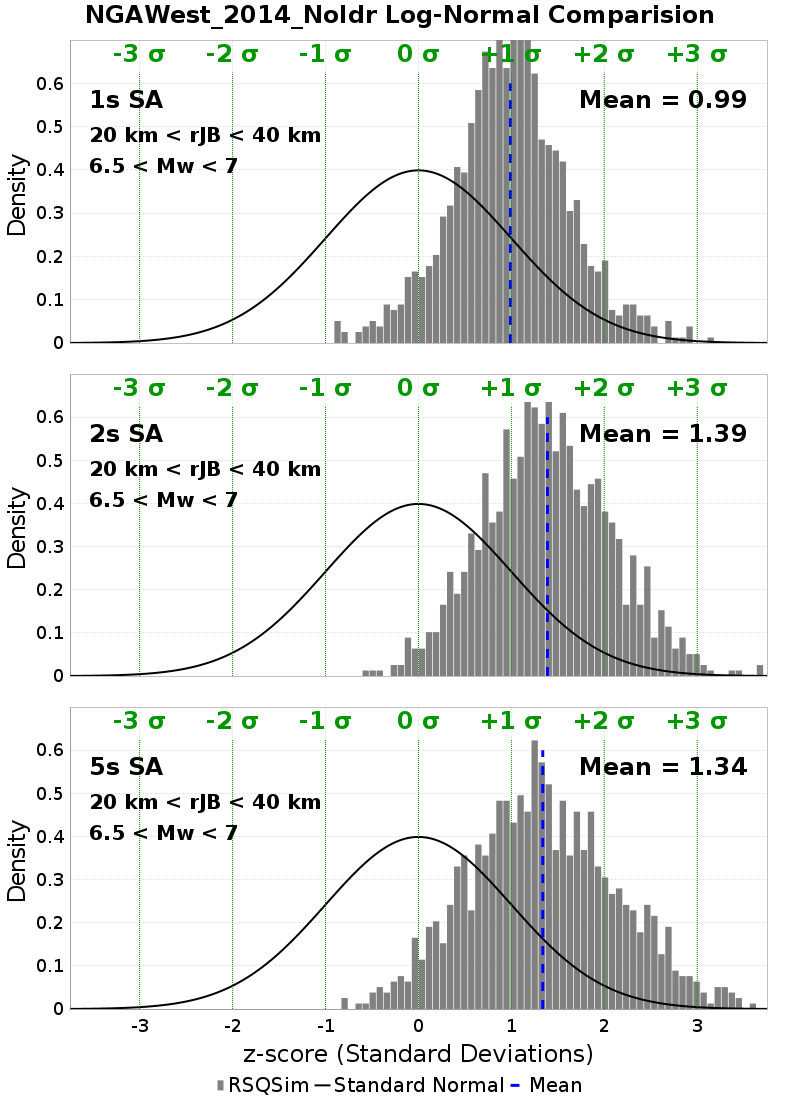 NGAWest_2014_NoIdr Log-Normal Comparision
-3 σ -2 σ -1 σ 0 σ +1 σ +2 σ +3 σ
1s SA
Mean = 0.99
20 km < rJB < 40 km
6.5 < Mw < 7
Density
0.6
0.5
0.4
0.3
0.2
0.1
0
-3 σ -2 σ -1 σ 0 σ +1 σ +2 σ +3 σ
2s SA
Mean = 1.39
20 km < rJB < 40 km
6.5 < Mw < 7
Density
0.6
0.5
0.4
0.3
0.2
0.1
0
-3 σ -2 σ -1 σ 0 σ +1 σ +2 σ +3 σ
5s SA
Mean = 1.34
20 km < rJB < 40 km
6.5 < Mw < 7
Density
0.6
0.5
0.4
0.3
0.2
0.1
0
-3 -2 -1 0 1 2 3
z-score (Standard Deviations)
RSQSim Standard Normal Mean